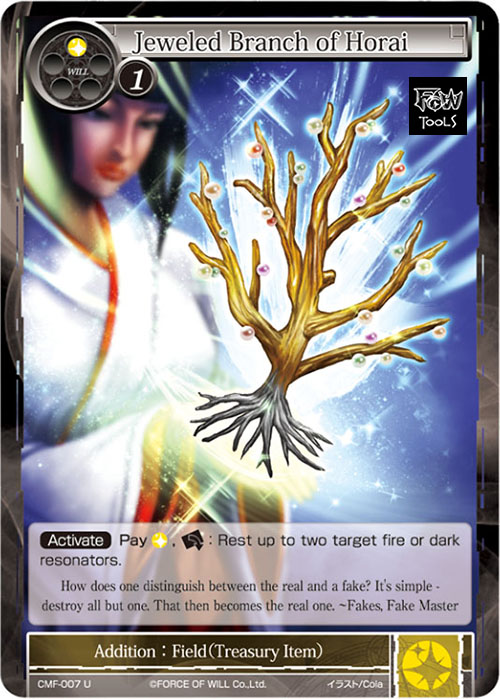 Jeweled Branch of Horai
WILL
1
FOW
TOOLS
Activate Pay , : Rest up to two target fire or dark
resonators.
How does one distinguish between the real and a fake? It's simple -
destroy all but one. That then becomes the real one. ~Fakes, Fake Master
Addition : Field(Treasury Item)
CMF-007 U ©FORCE OF WILL Co.,Ltd. イラスト/Cola